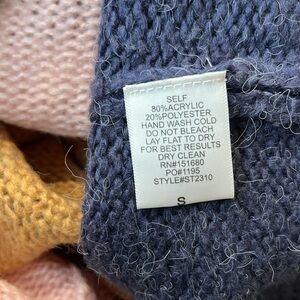 SELF
80%ACRYLIC
20%POLYESTER
HAND WASH COLD
DO NOT BLEACH
LAY FLAT TO DRY
FOR BEST RESULTS
DRY CLEAN
RN#151680
PO#1195
STYLE#ST2310
S